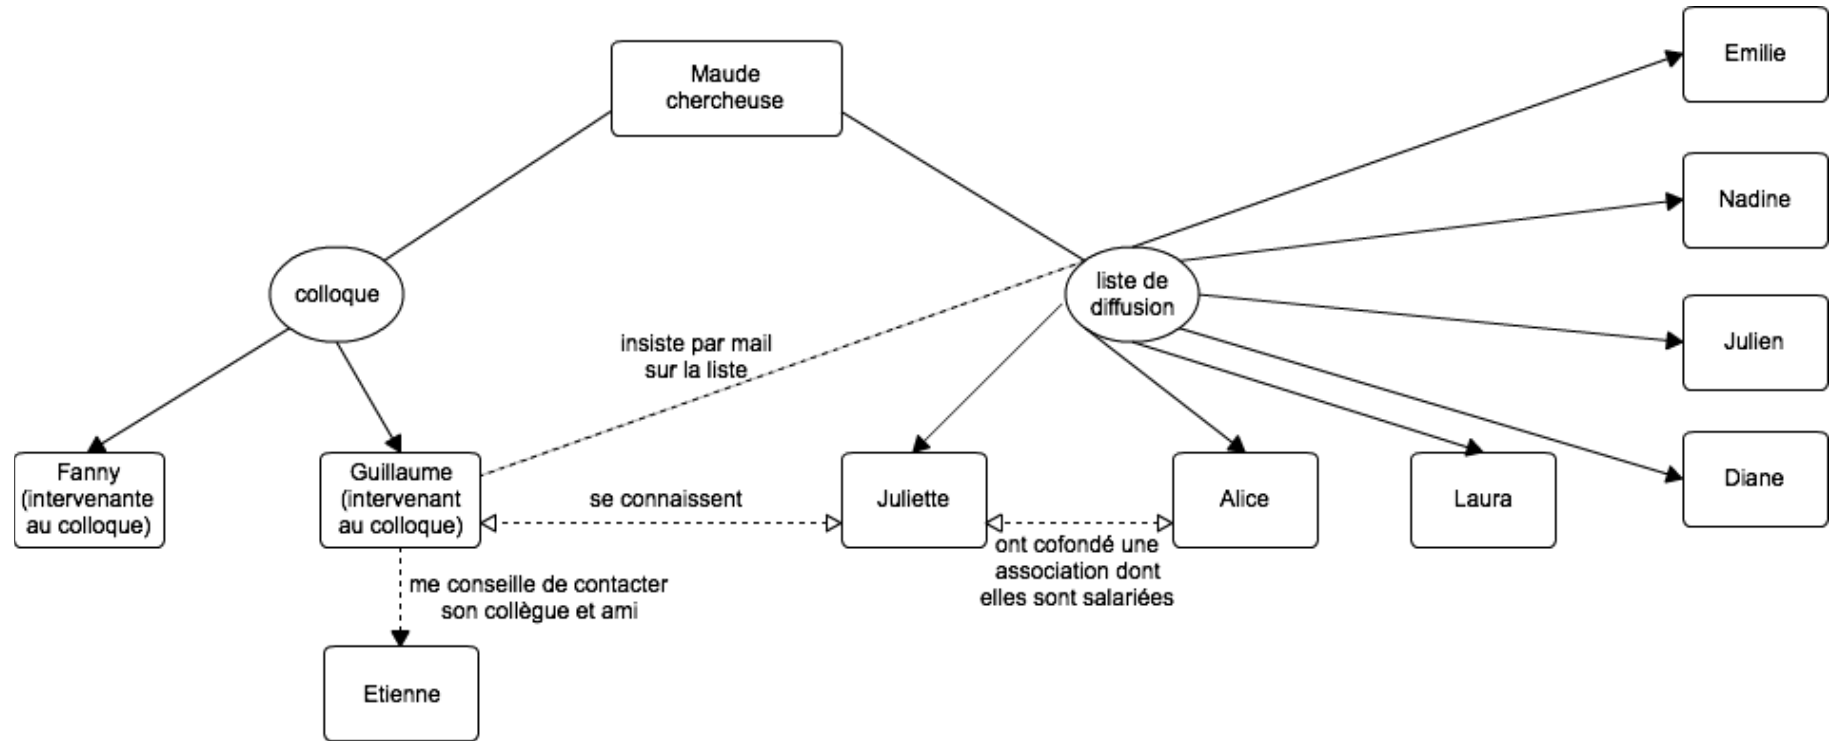 Maude
chercheuse
Emilie
Nadine
colloque
liste de
diffusion
insiste par mail
sur la liste
Julien
Fanny
(intervenante
au colloque)
Guillaume
(intervenant
au colloque)
se connaissent
Juliette
Alice
Laura
Diane
ont cofondé une
association dont
elles sont salariées
me conseille de contacter
son collègue et ami
Etienne